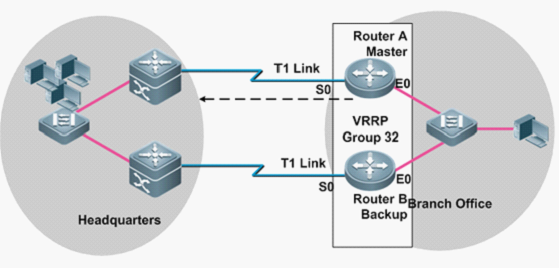 Router A
Master
T1 Link
S0
E0
VRRP
Group 32
T1 Link
S0
E0
Router B
Backup
Branch Office
Headquarters